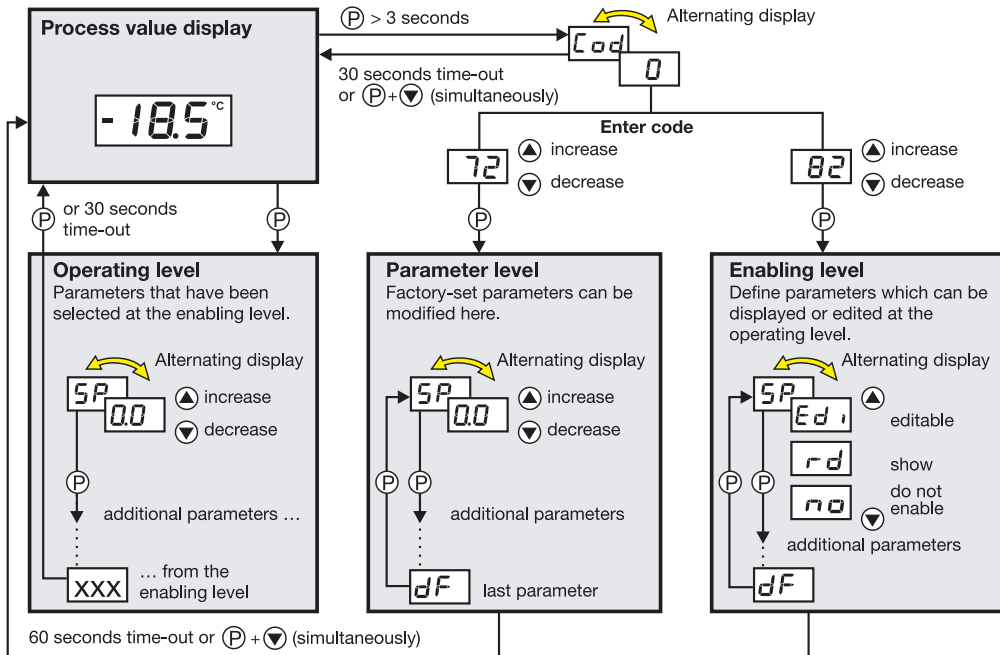 Process value display
-18.5 °C
Ⓟ > 3 seconds
Alternating display
Cod
0
30 seconds time-out
or Ⓟ+▼ (simultaneously)
Enter code
72
▲ increase
▼ decrease
82
▲ increase
▼ decrease
Ⓟ or 30 seconds
time-out
Ⓟ
Ⓟ
Ⓟ
Operating level
Parameters that have been
selected at the enabling level.
Alternating display
SP
0.0
▲ increase
▼ decrease
Ⓟ
additional parameters ...
xxx
... from the
enabling level
Parameter level
Factory-set parameters can be
modified here.
Alternating display
SP
0.0
▲ increase
▼ decrease
Ⓟ Ⓟ
additional parameters
dF
last parameter
Enabling level
Define parameters which can be
displayed or edited at the
operating level.
Alternating display
SP
Edi
▲
editable
rd
show
no
do not
enable
▼
Ⓟ Ⓟ
additional parameters
dF
60 seconds time-out or Ⓟ+▼ (simultaneously)